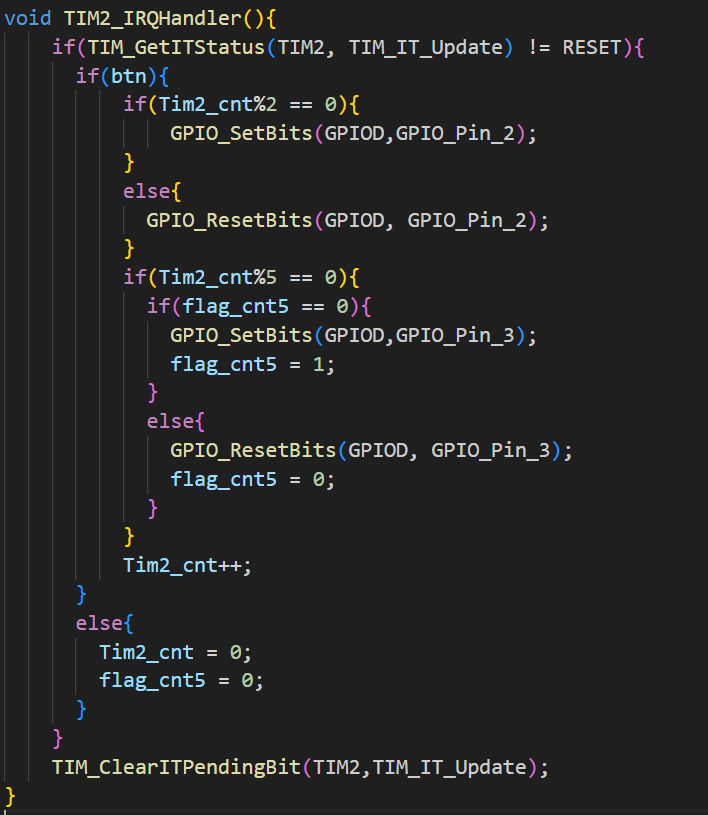 void TIM2_IRQHandler(){
    if(TIM_GetITStatus(TIM2, TIM_IT_Update) != RESET){
      if(btn){
          if(Tim2_cnt%2 == 0){
              GPIO_SetBits(GPIOD,GPIO_Pin_2);
          }
          else{
            GPIO_ResetBits(GPIOD, GPIO_Pin_2);
          }
          if(Tim2_cnt%5 == 0){
            if(flag_cnt5 == 0){
              GPIO_SetBits(GPIOD,GPIO_Pin_3);
              flag_cnt5 = 1;
            }
            else{
              GPIO_ResetBits(GPIOD, GPIO_Pin_3);
              flag_cnt5 = 0;
            }
          }
          Tim2_cnt++;
      }
      else{
        Tim2_cnt = 0;
        flag_cnt5 = 0;
      }
    }
    TIM_ClearITPendingBit(TIM2,TIM_IT_Update);
}